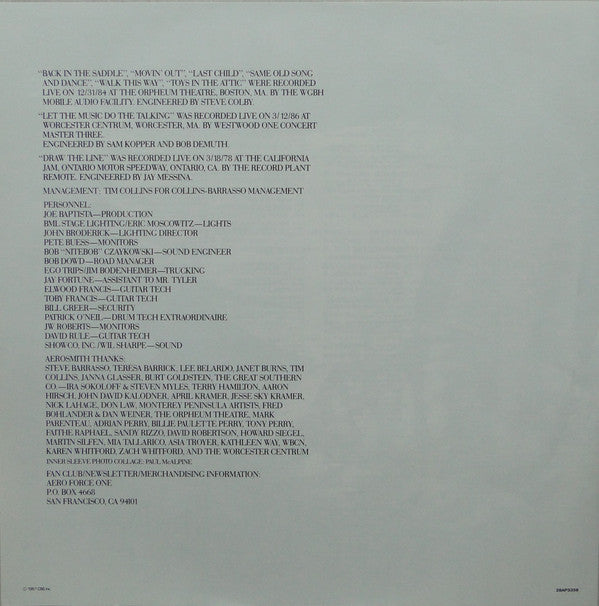 "BACK IN THE SADDLE", "MOVIN' OUT", "LAST CHILD", "SAME OLD SONG
AND DANCE", "WALK THIS WAY", "TOYS IN THE ATTIC" WERE RECORDED
LIVE ON 12/31/84 AT THE ORPHEUM THEATRE, BOSTON, MA. BY THE WGBH
MOBILE AUDIO FACILITY. ENGINEERED BY STEVE COLBY.
"LET THE MUSIC DO THE TALKING" WAS RECORDED LIVE ON 3/12/86 AT
WORCESTER CENTRUM, WORCESTER, MA. BY WESTWOOD ONE CONCERT
MASTER THREE.
ENGINEERED BY SAM KOPPER AND BOB DEMUTH.
"DRAW THE LINE" WAS RECORDED LIVE ON 3/18/78 AT THE CALIFORNIA
JAM, ONTARIO MOTOR SPEEDWAY, ONTARIO, CA. BY THE RECORD PLANT
REMOTE. ENGINEERED BY JAY MESSINA.
MANAGEMENT: TIM COLLINS FOR COLLINS-BARRASSO MANAGEMENT
PERSONNEL:
JOE BAPTISTA—PRODUCTION
BML STAGE LIGHTING/ERIC MOSCOWITZ—LIGHTS
JOHN BRODERICK—LIGHTING DIRECTOR
PETE BUESS—MONITORS
BOB "NITEBOB" CZAYKOWSKI—SOUND ENGINEER
BOB DOWD—ROAD MANAGER
EGO TRIPS/JIM BODENHEIMER—TRUCKING
JAY FORTUNE—ASSISTANT TO MR. TYLER
ELWOOD FRANCIS—GUITAR TECH
TOBY FRANCIS—GUITAR TECH
BILL GREER—SECURITY
PATRICK O'NEIL—DRUM TECH EXTRAORDINAIRE
JW ROBERTS—MONITORS
DAVID RULE—GUITAR TECH
SHOWCO, INC./WIL SHARPE—SOUND
AEROSMITH THANKS:
STEVE BARRASSO, TERESA BARRICK, LEE BELARDO, JANET BURNS, TIM
COLLINS, JANNA GLASSER, BURT GOLDSTEIN, THE GREAT SOUTHERN
CO.—IRA SOKOLOFF & STEVEN MYLES, TERRY HAMILTON, AARON
HIRSCH, JOHN DAVID KALODNER, APRIL KRAMER, JESSE SKY KRAMER,
NICK LAHAGE, DON LAW, MONTEREY PENINSULA ARTISTS, FRED
BOHLANDER & DAN WEINER, THE ORPHEUM THEATRE, MARK
PARENTEAU, ADRIAN PERRY, BILLIE PAULETTE PERRY, TONY PERRY,
FAITHE RAPHAEL, SANDY RIZZO, DAVID ROBERTSON, HOWARD SIEGEL,
MARTIN SILFEN, MIA TALLARICO, ASIA TROYER, KATHLEEN WAY, WBCN,
KAREN WHITFORD, ZACH WHITFORD, AND THE WORCESTER CENTRUM
INNER SLEEVE PHOTO COLLAGE: PAUL McALPINE
FAN CLUB/NEWSLETTER/MERCHANDISING INFORMATION:
AERO FORCE ONE
P.O. BOX 4668
SAN FRANCISCO, CA 94101
© 1987 CBS Inc.
28AP3358